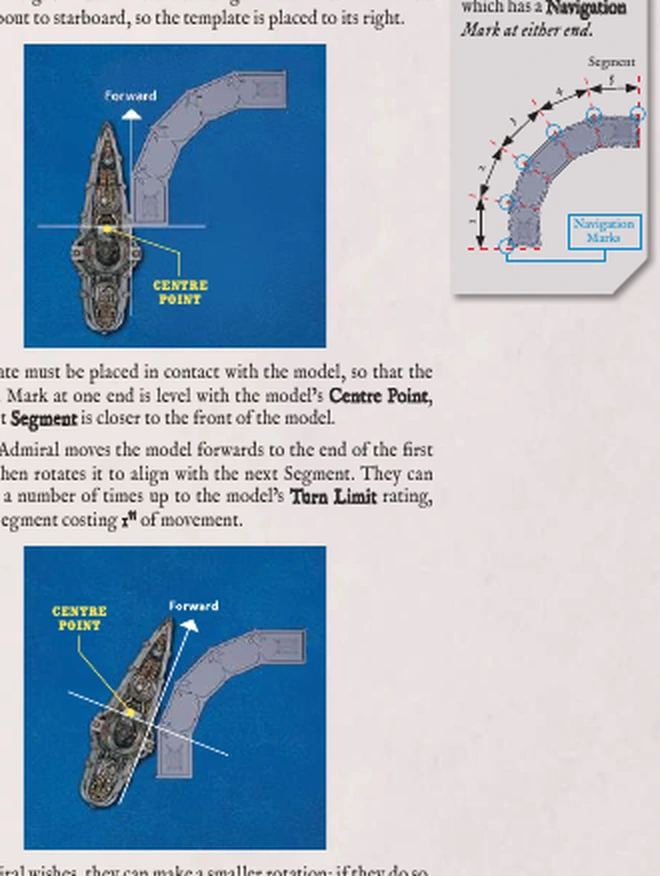 bout to starboard, so the template is placed to its right.
Forward
CENTRE
POINT
ate must be placed in contact with the model, so that the
Mark at one end is level with the model's Centre Point,
t Segment is closer to the front of the model.
Admiral moves the model forwards to the end of the first
hen rotates it to align with the next Segment. They can
a number of times up to the model's Turn Limit rating,
egment costing 1" of movement.
CENTRE
POINT
Forward
iral wishes, they can make a smaller rotation; if they do so,
which has a Navigation
Mark at either end.
Segment
1
2
3
4
5
Navigation
Marks